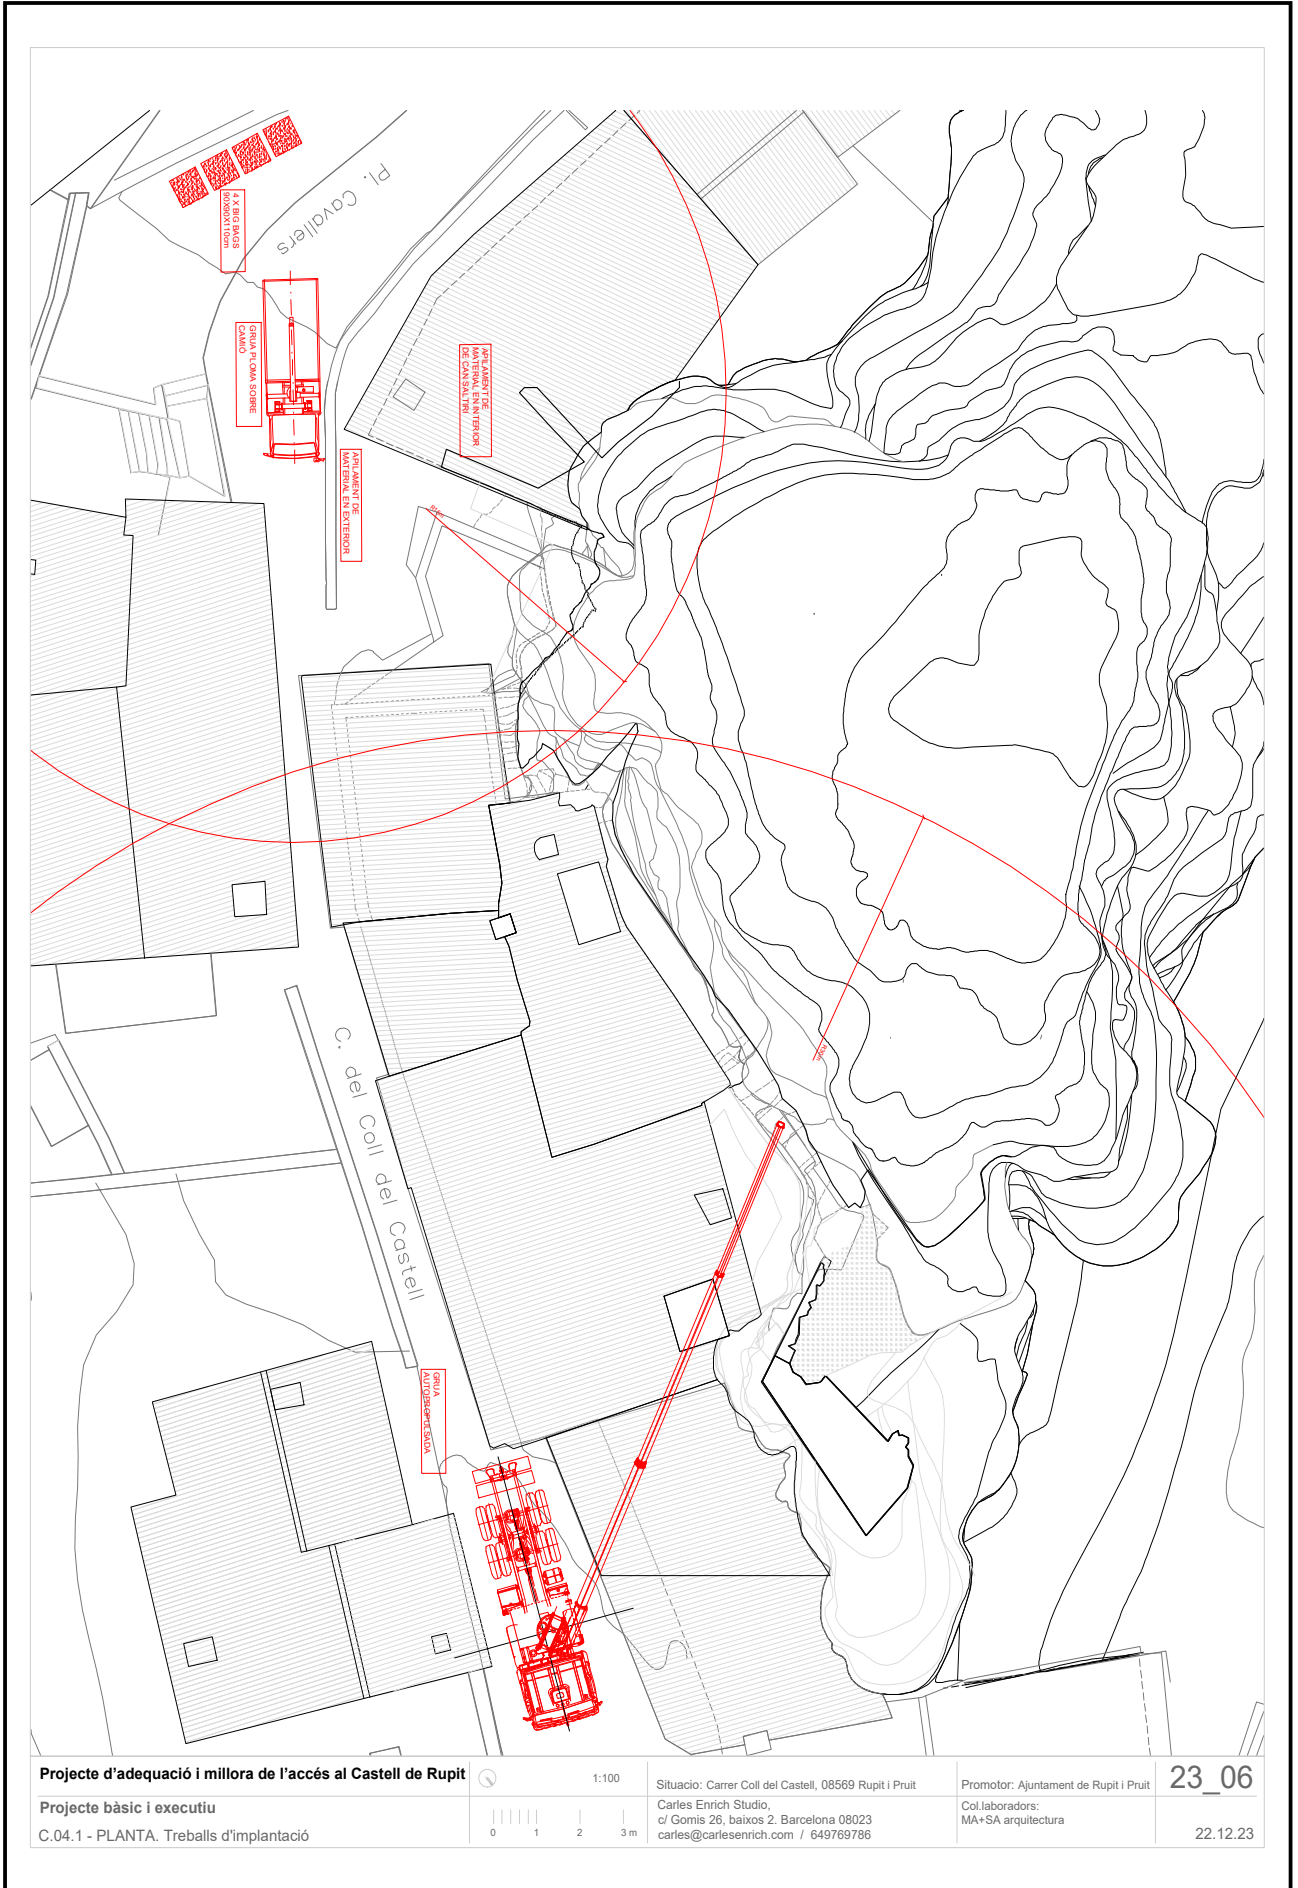 Pl. Cavallers
4 X BIG BAGS
90X90X110cm
GRUA PLOMA SOBRE
CAMIÓ
APILAMENT DE
MATERIAL EN INTERIOR
DE CAN SALTIRI
APILAMENT DE
MATERIAL EN EXTERIOR
C. del Coll del Castell
GRUA
AUTOPROPULSADA
Projecte d'adequació i millora de l'accés al Castell de Rupit
Projecte bàsic i executiu
C.04.1 - PLANTA. Treballs d'implantació
1:100
0 1 2 3 m
Situacio: Carrer Coll del Castell, 08569 Rupit i Pruit
Carles Enrich Studio,
c/ Gomis 26, baixos 2. Barcelona 08023
carles@carlesenrich.com / 649769786
Promotor: Ajuntament de Rupit i Pruit
Col.laboradors:
MA+SA arquitectura
23_06
22.12.23